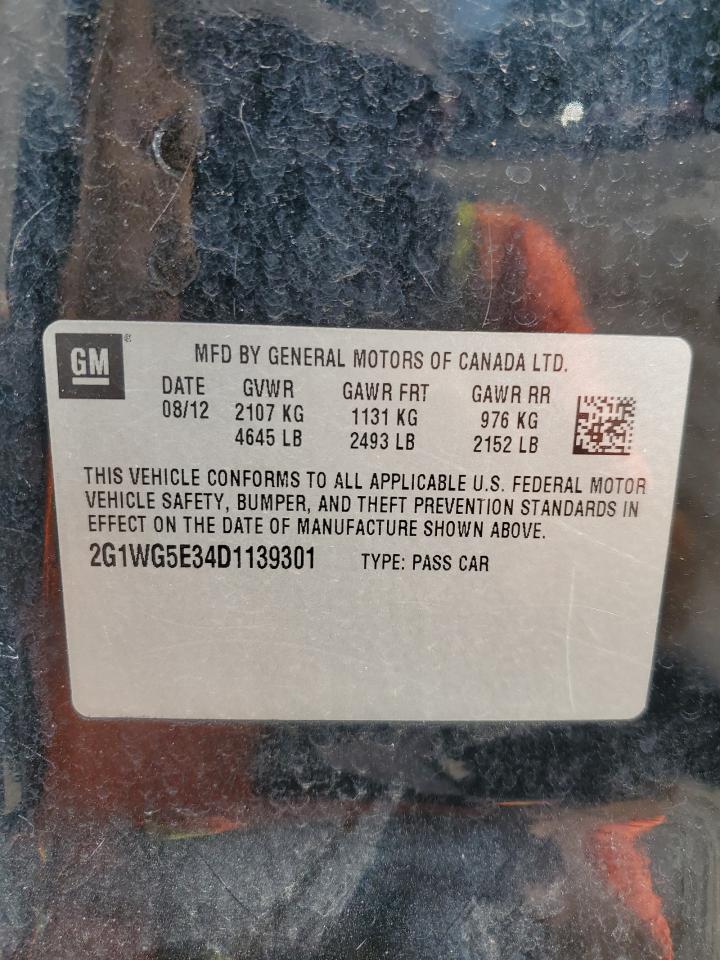 GM ®
MFD BY GENERAL MOTORS OF CANADA LTD.
DATE GVWR GAWR FRT GAWR RR
08/12 2107 KG 1131 KG 976 KG
4645 LB 2493 LB 2152 LB
THIS VEHICLE CONFORMS TO ALL APPLICABLE U.S. FEDERAL MOTOR
VEHICLE SAFETY, BUMPER, AND THEFT PREVENTION STANDARDS IN
EFFECT ON THE DATE OF MANUFACTURE SHOWN ABOVE.
2G1WG5E34D1139301 TYPE: PASS CAR